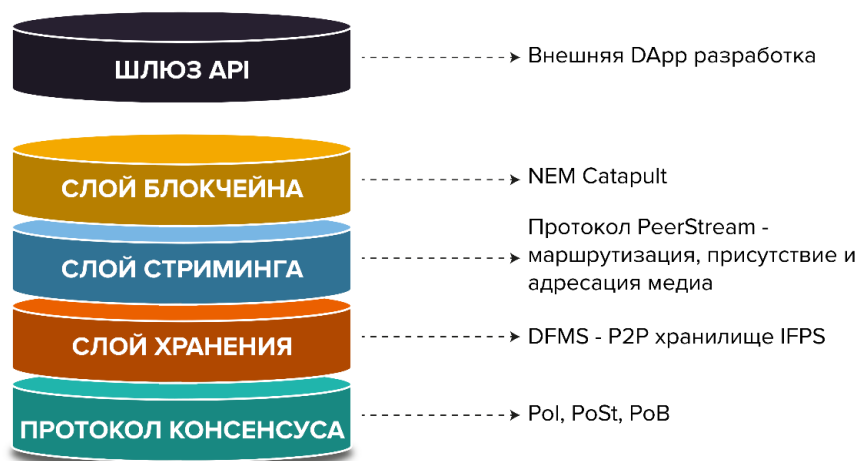 ШЛЮЗ API
Внешняя DApp разработка
СЛОЙ БЛОКЧЕЙНА
NEM Catapult
СЛОЙ СТРИМИНГА
Протокол PeerStream -
маршрутизация, присутствие и
адресация медиа
СЛОЙ ХРАНЕНИЯ
DFMS - P2P хранилище IFPS
ПРОТОКОЛ КОНСЕНСУСА
PoI, PoSt, PoB